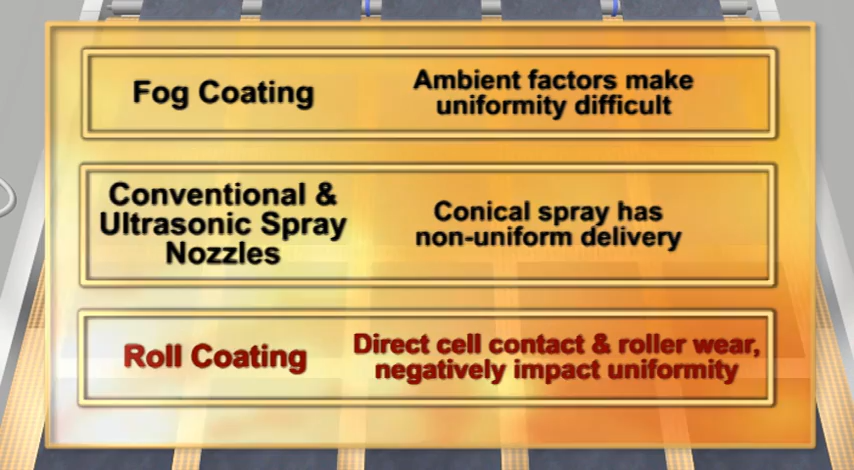 Fog Coating
Ambient factors make
uniformity difficult
Conventional &
Ultrasonic Spray
Nozzles
Conical spray has
non-uniform delivery
Roll Coating
Direct cell contact & roller wear,
negatively impact uniformity